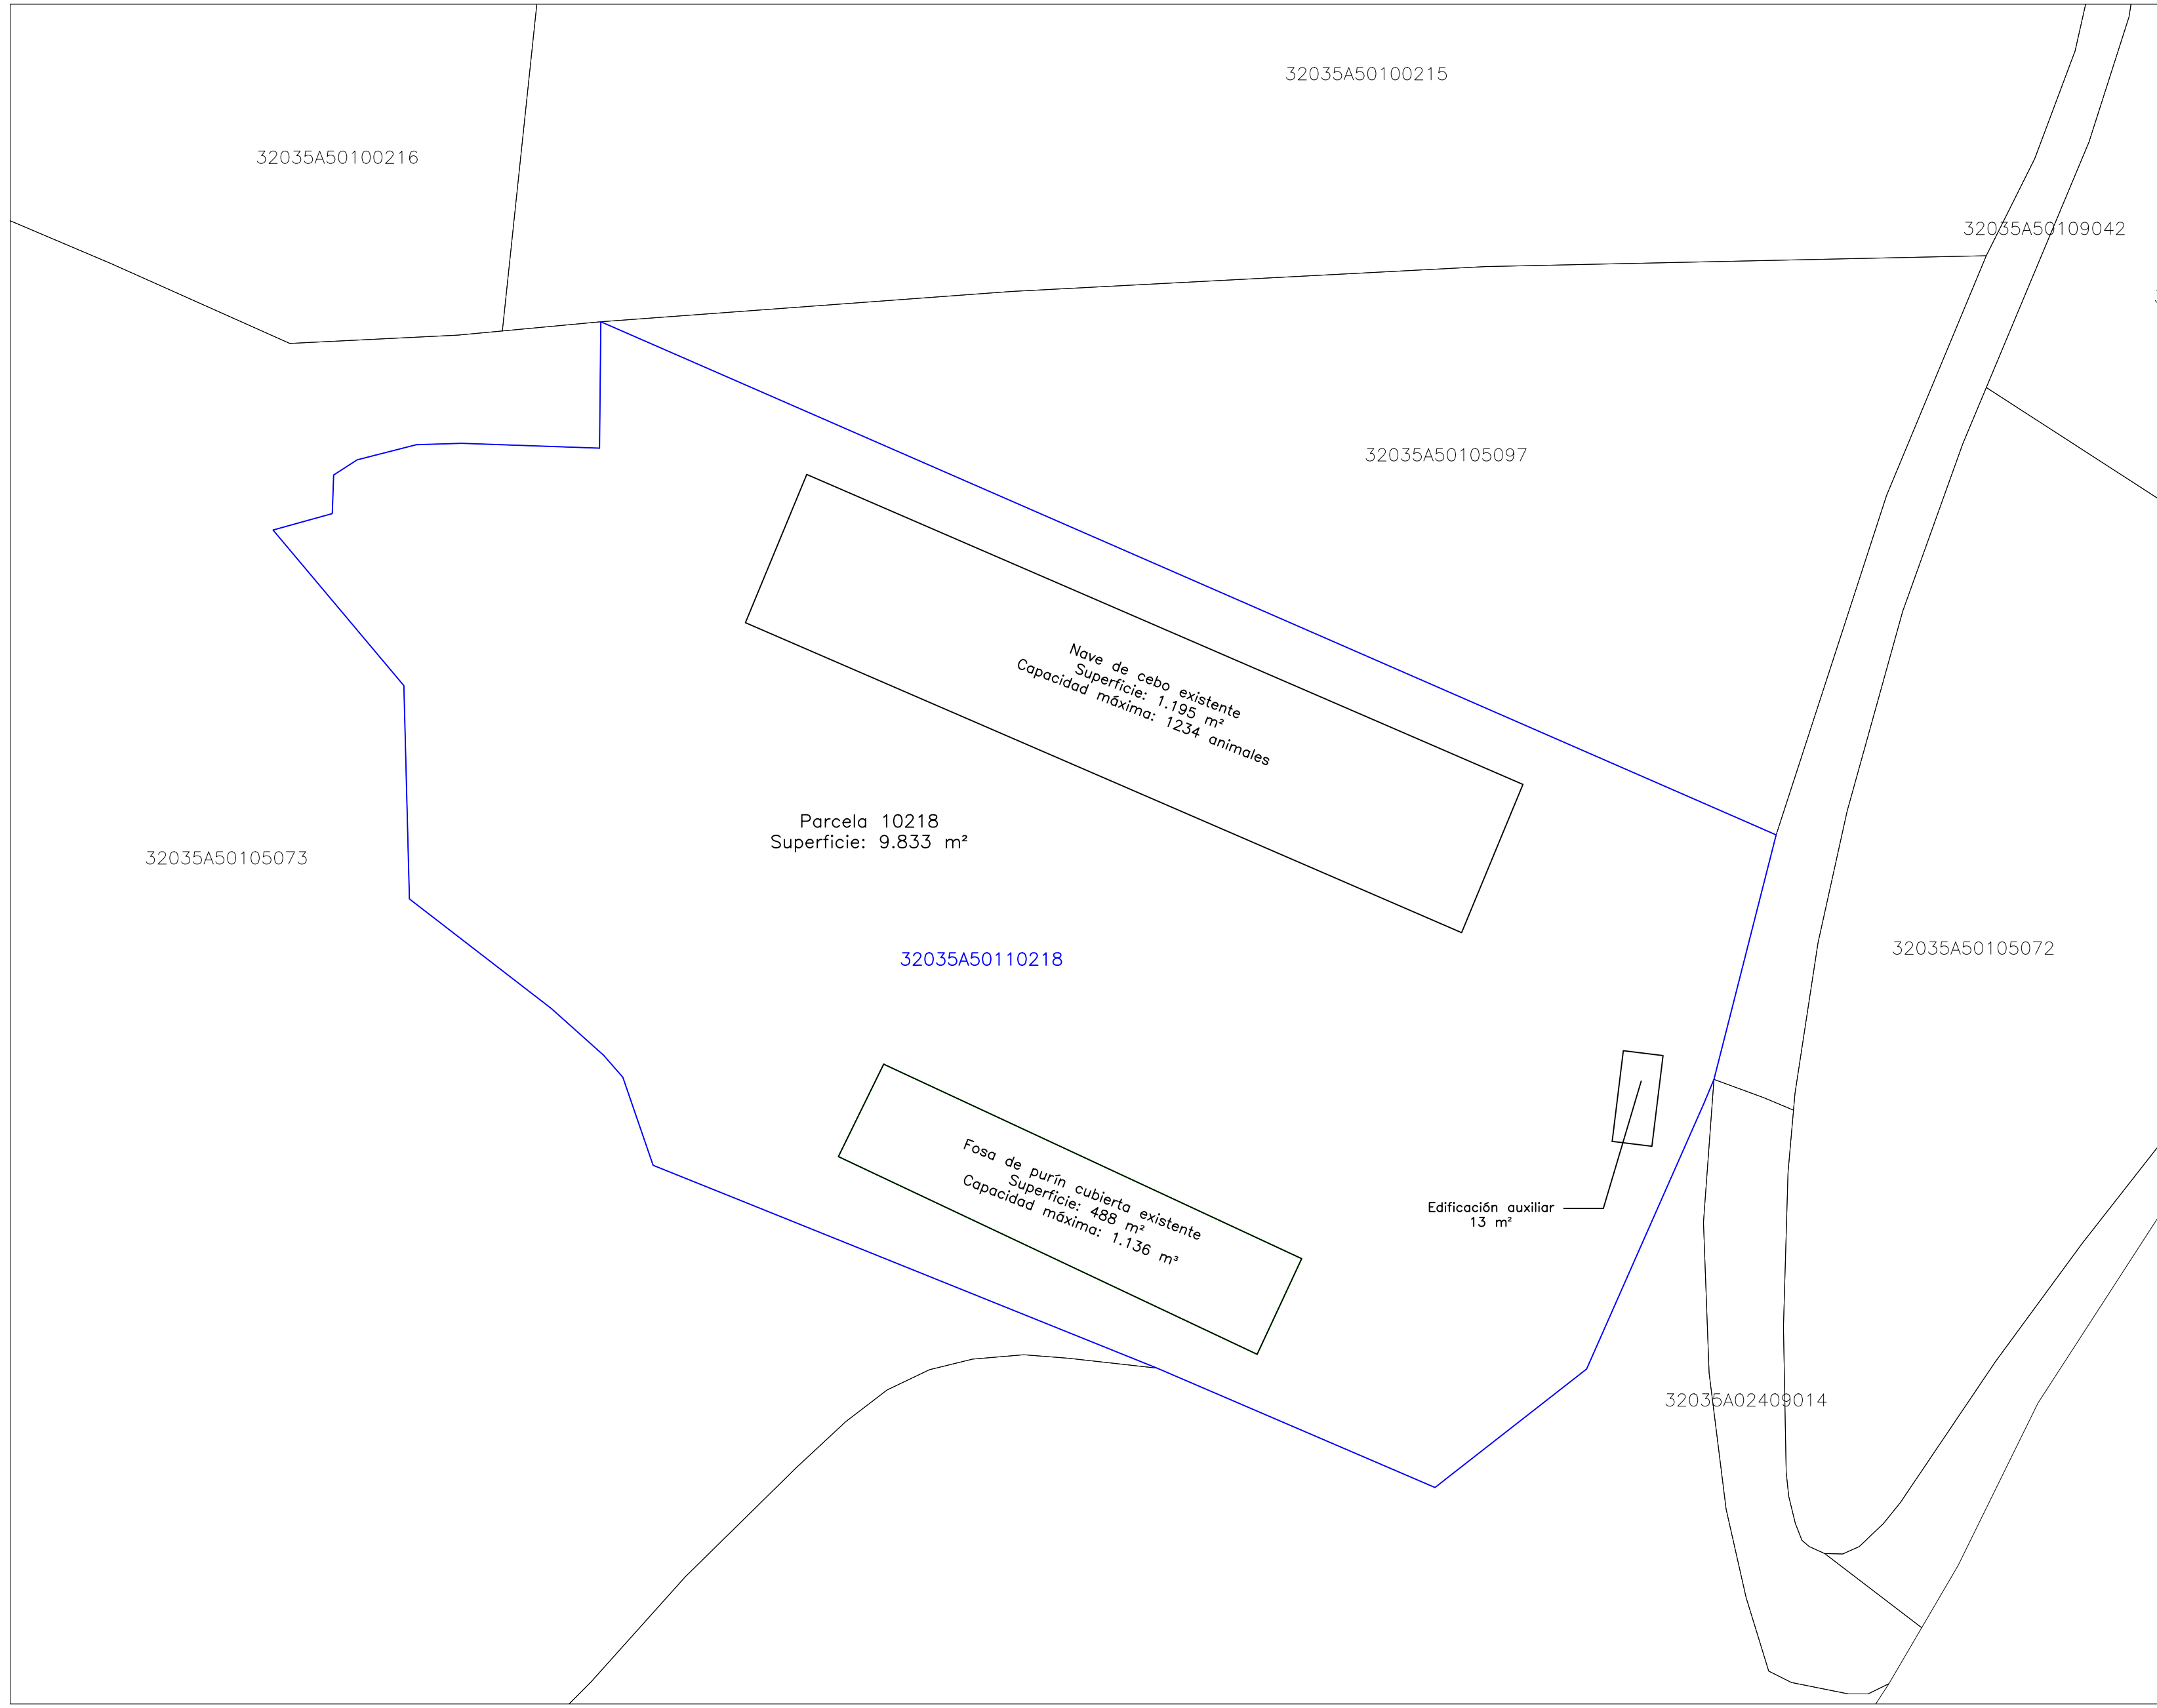 32035A50100215
32035A50100216
32035A50109042
32035A50105097
Nave de cebo existente
Superficie: 1.195 m²
Capacidad máxima: 1234 animales
Parcela 10218
Superficie: 9.833 m²
32035A50105073
32035A50110218
32035A50105072
Fosa de purín cubierta existente
Superficie: 488 m²
Capacidad máxima: 1.136 m³
Edificación auxiliar
13 m²
32035A02409014